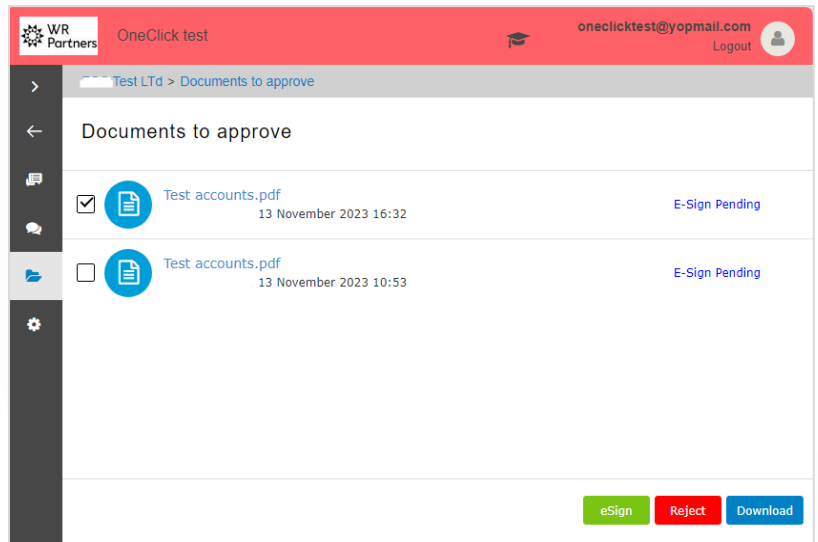 WR
Partners
OneClick test
oneclicktest@yopmail.com
Logout
Test LTd > Documents to approve
Documents to approve
Test accounts.pdf
13 November 2023 16:32
E-Sign Pending
Test accounts.pdf
13 November 2023 10:53
E-Sign Pending
eSign Reject Download